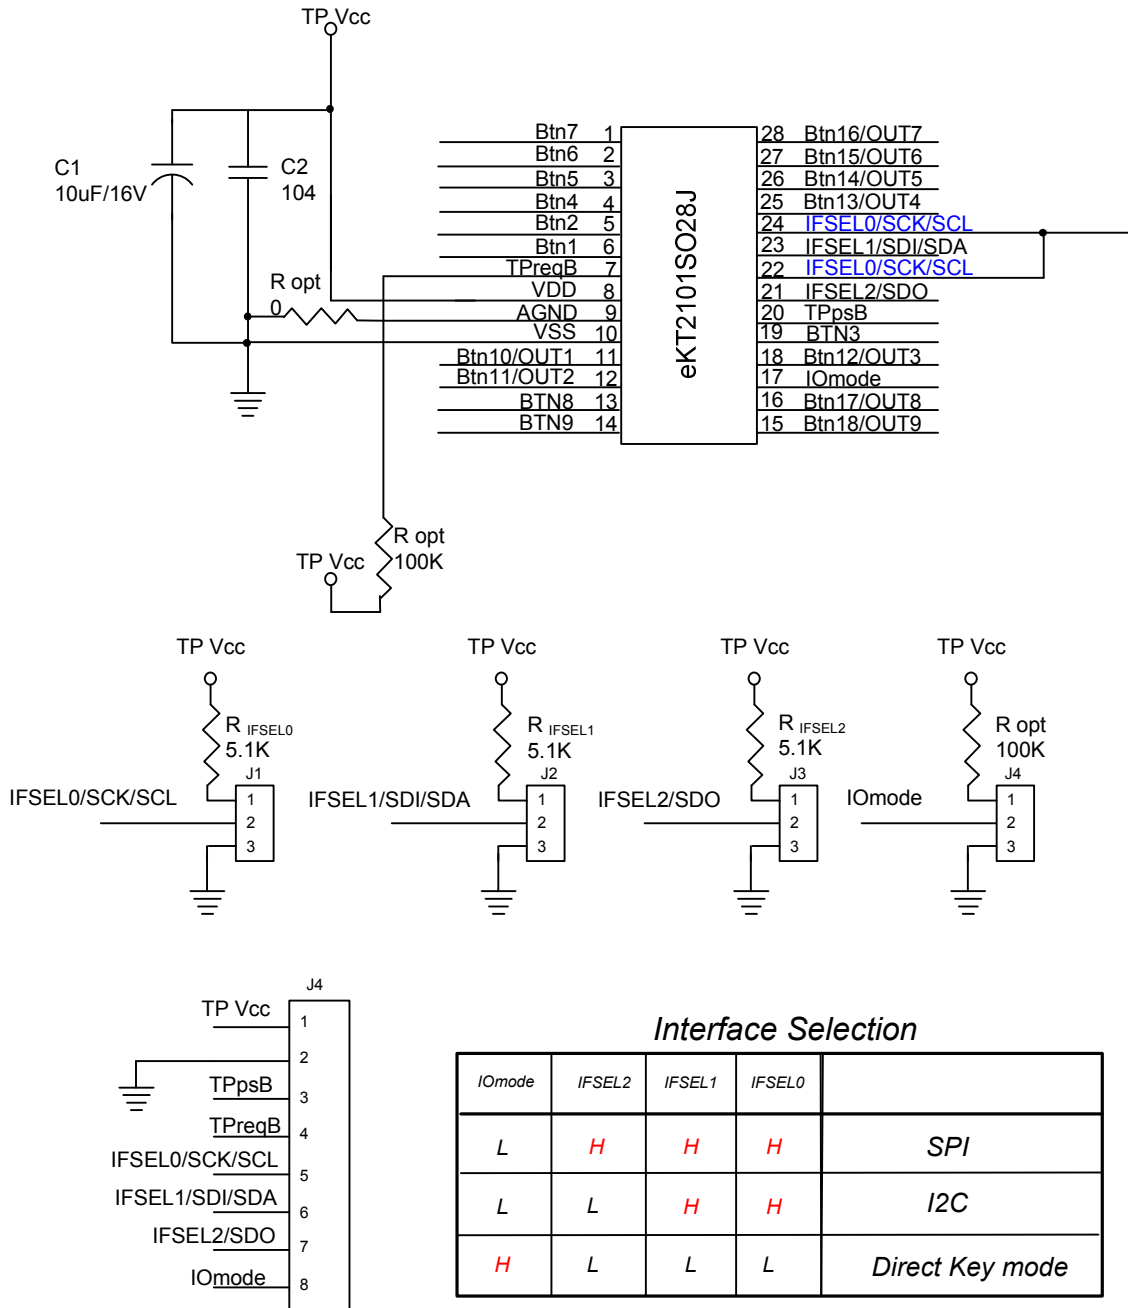 TP Vcc
C1
10uF/16V
C2
104
R opt
0
Btn7 1
Btn6 2
Btn5 3
Btn4 4
Btn2 5
Btn1 6
TPreqB 7
VDD 8
AGND 9
VSS 10
Btn10/OUT1 11
Btn11/OUT2 12
BTN8 13
BTN9 14
eKT2101SO28J
28 Btn16/OUT7
27 Btn15/OUT6
26 Btn14/OUT5
25 Btn13/OUT4
24 IFSEL0/SCK/SCL
23 IFSEL1/SDI/SDA
22 IFSEL0/SCK/SCL
21 IFSEL2/SDO
20 TPpsB
19 BTN3
18 Btn12/OUT3
17 IOmode
16 Btn17/OUT8
15 Btn18/OUT9
R opt
100K
TP Vcc
TP Vcc
R IFSEL0
5.1K
J1
IFSEL0/SCK/SCL
1
2
3
TP Vcc
R IFSEL1
5.1K
J2
IFSEL1/SDI/SDA
1
2
3
TP Vcc
R IFSEL2
5.1K
J3
IFSEL2/SDO
1
2
3
TP Vcc
R opt
100K
J4
IOmode
1
2
3
J4
TP Vcc 1
2
TPpsB 3
TPreqB 4
IFSEL0/SCK/SCL 5
IFSEL1/SDI/SDA 6
IFSEL2/SDO 7
IOmode 8
Interface Selection
IOmode IFSEL2 IFSEL1 IFSEL0
L H H H SPI
L L H H I2C
H L L L Direct Key mode